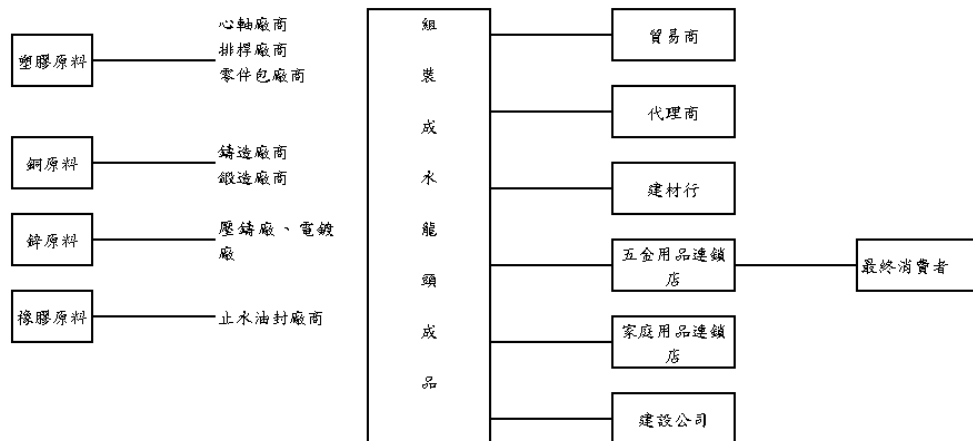 塑膠原料
心軸廠商
排桿廠商
零件包廠商
銅原料
鑄造廠商
鍛造廠商
鋅原料
壓鑄廠、電鍍
廠
橡膠原料
止水油封廠商
組
裝
成
水
龍
頭
成
品
貿易商
代理商
建材行
五金用品連鎖
店
家庭用品連鎖
店
建設公司
最終消費者